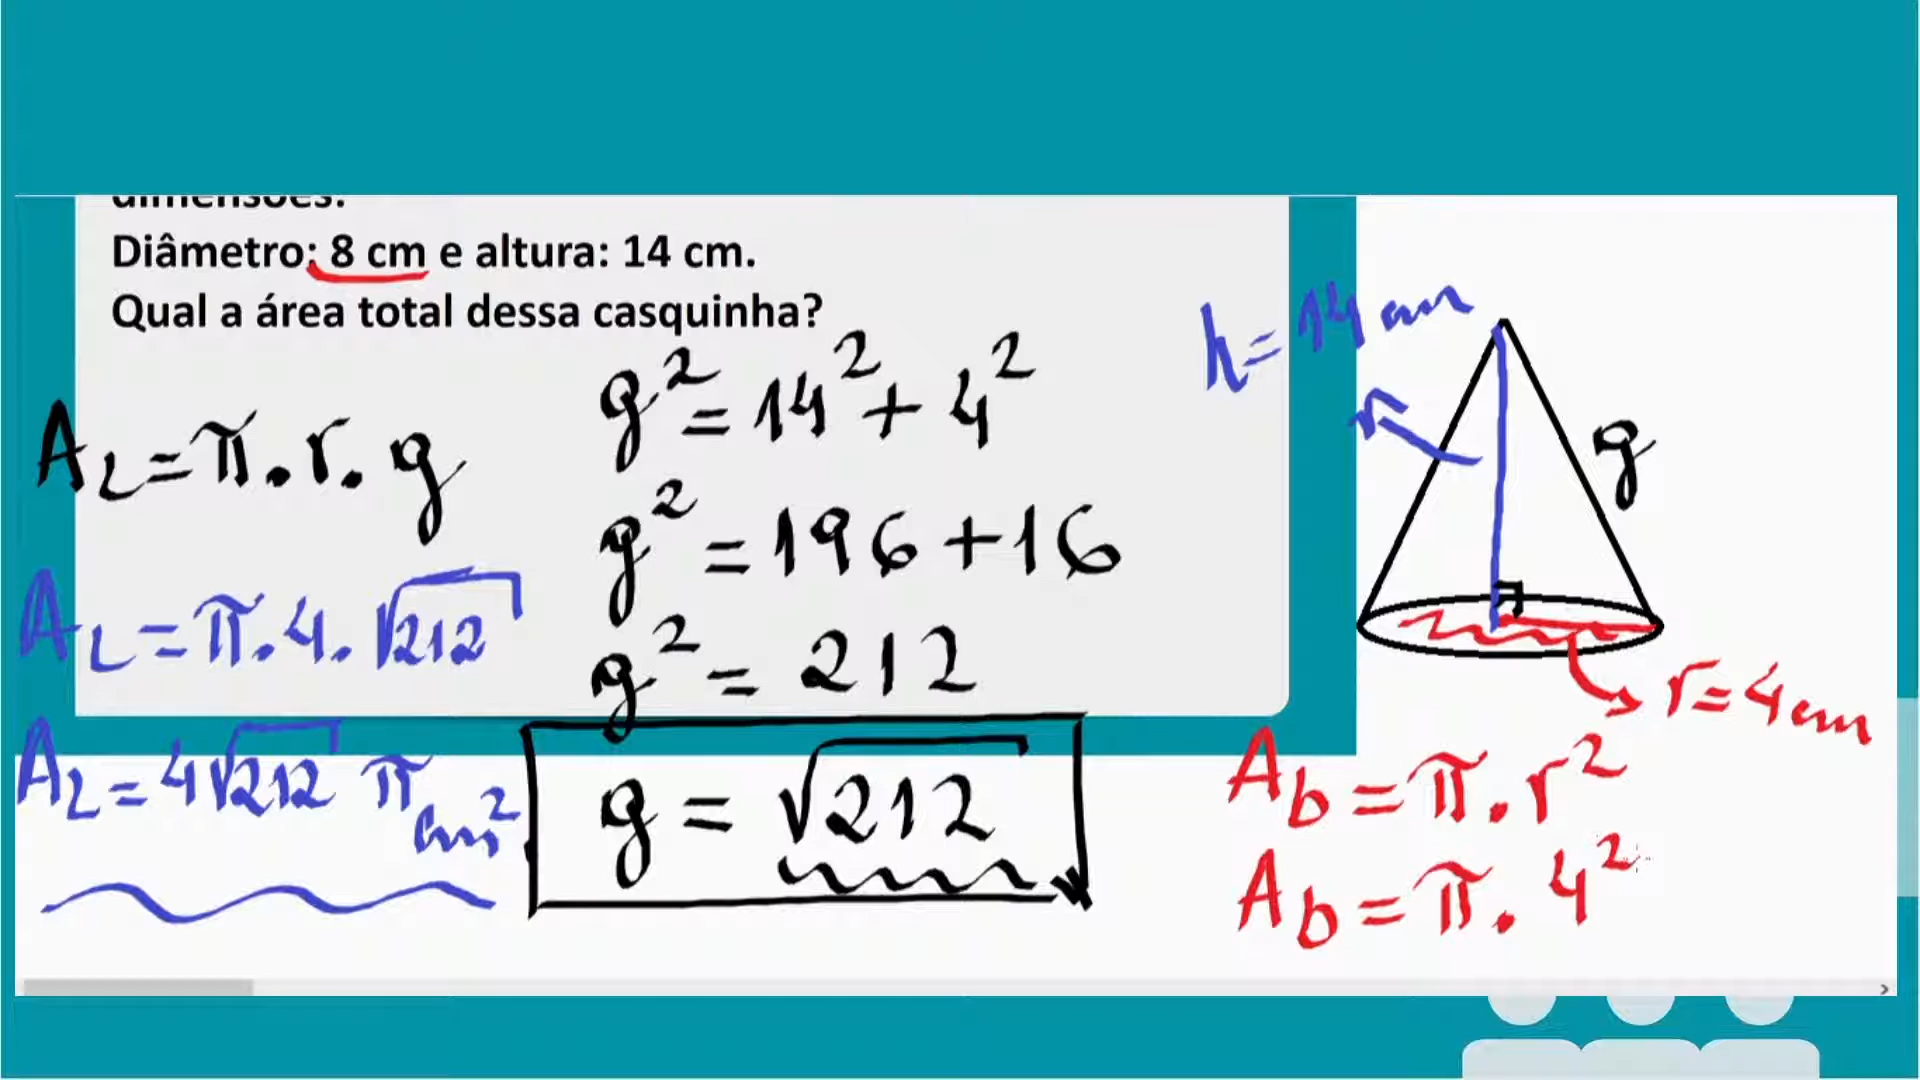 dimensões:
Diâmetro: 8 cm e altura: 14 cm.
Qual a área total dessa casquinha?
A_L = π . r . g
A_L = π . 4 . √212
A_L = 4√212 π cm²
g² = 14² + 4²
g² = 196 + 16
g² = 212
g = √212
h = 14 cm
g
r = 4 cm
A_b = π . r²
A_b = π . 4²